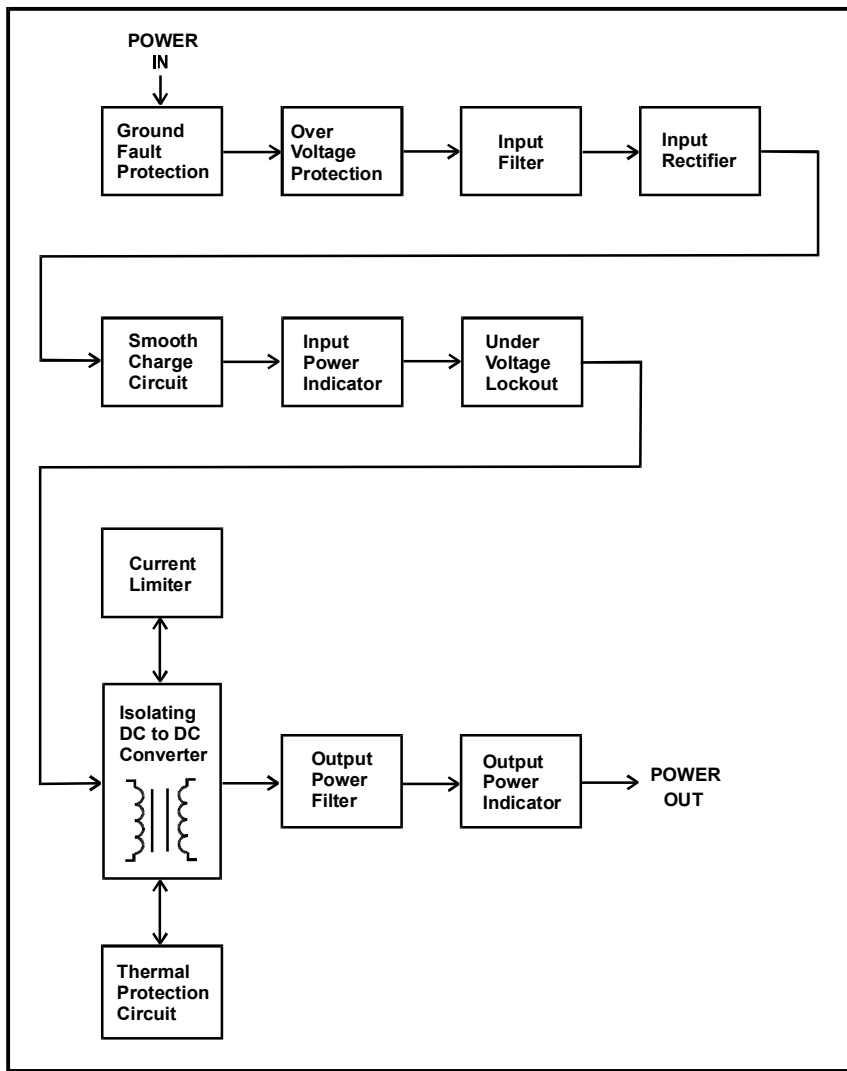 POWER
IN
Ground
Fault
Protection
Over
Voltage
Protection
Input
Filter
Input
Rectifier
Smooth
Charge
Circuit
Input
Power
Indicator
Under
Voltage
Lockout
Current
Limiter
Isolating
DC to DC
Converter
Output
Power
Filter
Output
Power
Indicator
POWER
OUT
Thermal
Protection
Circuit